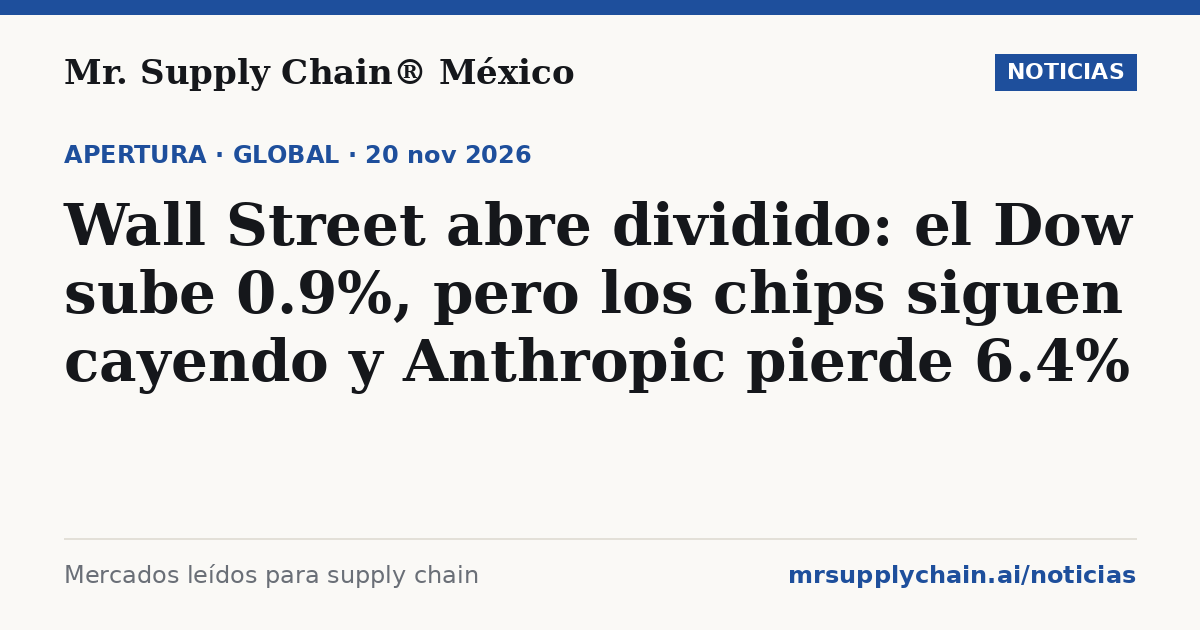 Mr. Supply Chain® México
NOTICIAS
APERTURA · GLOBAL · 20 nov 2026
Wall Street abre dividido: el Dow
sube 0.9%, pero los chips siguen
cayendo y Anthropic pierde 6.4%
Mercados leídos para supply chain
mrsupplychain.ai/noticias